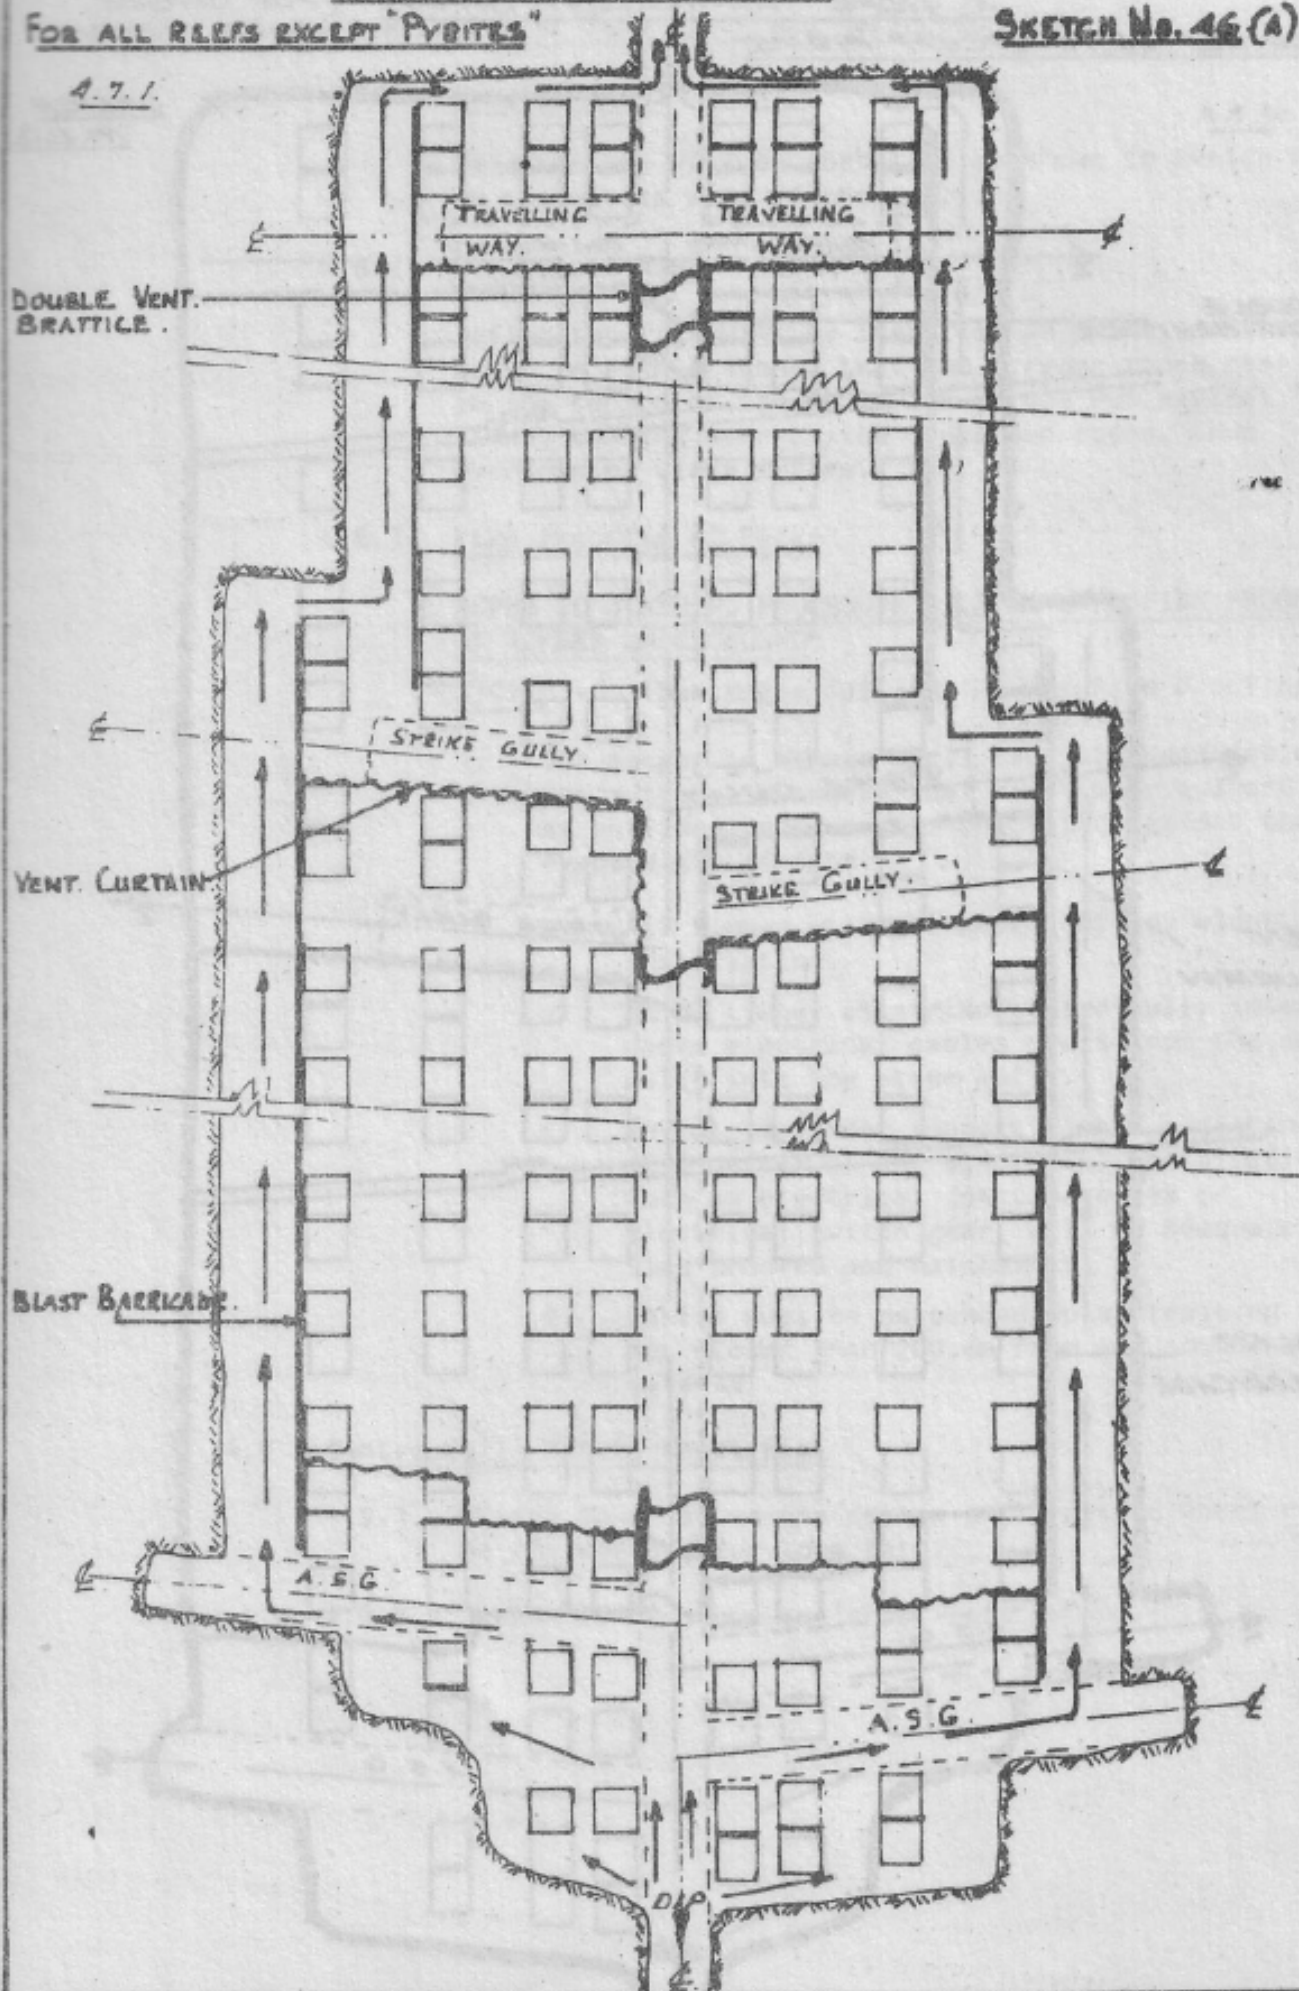 FOR ALL REEFS EXCEPT "PYRITES"
SKETCH No. 46 (A)
4.7.1.
TRAVELLING WAY.
TRAVELLING WAY.
DOUBLE VENT.
BRATTICE.
STRIKE GULLY.
VENT. CURTAIN
STRIKE GULLY.
BLAST BARRICADE.
A.S.G.
A.S.G.
DIP